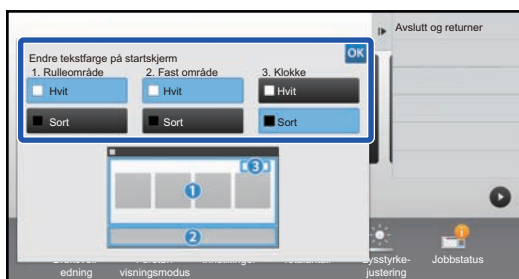 Avslutt og returner
OK
Endre tekstfarge på startskjerm
1. Rulleområde 2. Fast område 3. Klokke
Hvit Hvit Hvit
Sort Sort Sort
3
1
2
edning visningsmodus justering Jobbstatus